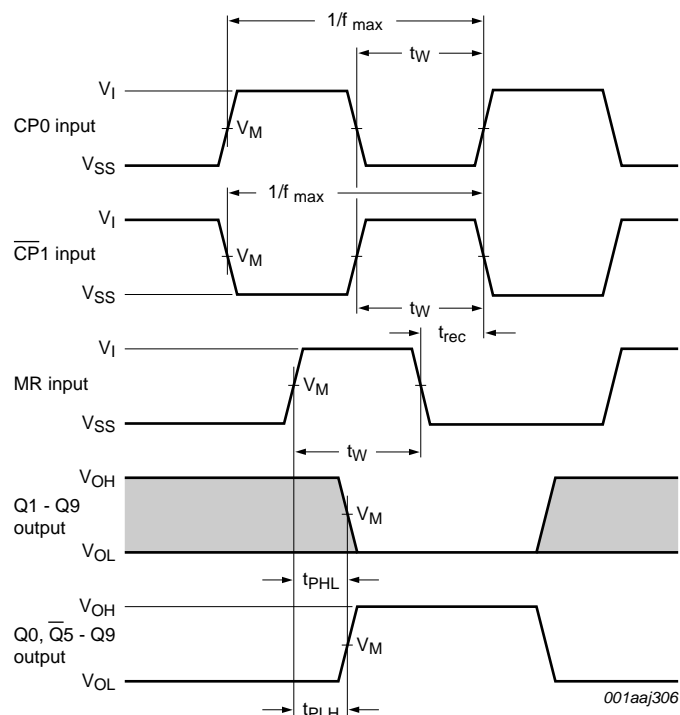 1/f max
tW
VI
CP0 input
VM
VSS
1/f max
VI
CP1 input
VM
VSS
tW
trec
VI
MR input
VM
VSS
tW
VOH
Q1 - Q9
output
VM
VOL
tPHL
VOH
Q0, Q5 - Q9
output
VM
VOL
001aaj306
tPLH